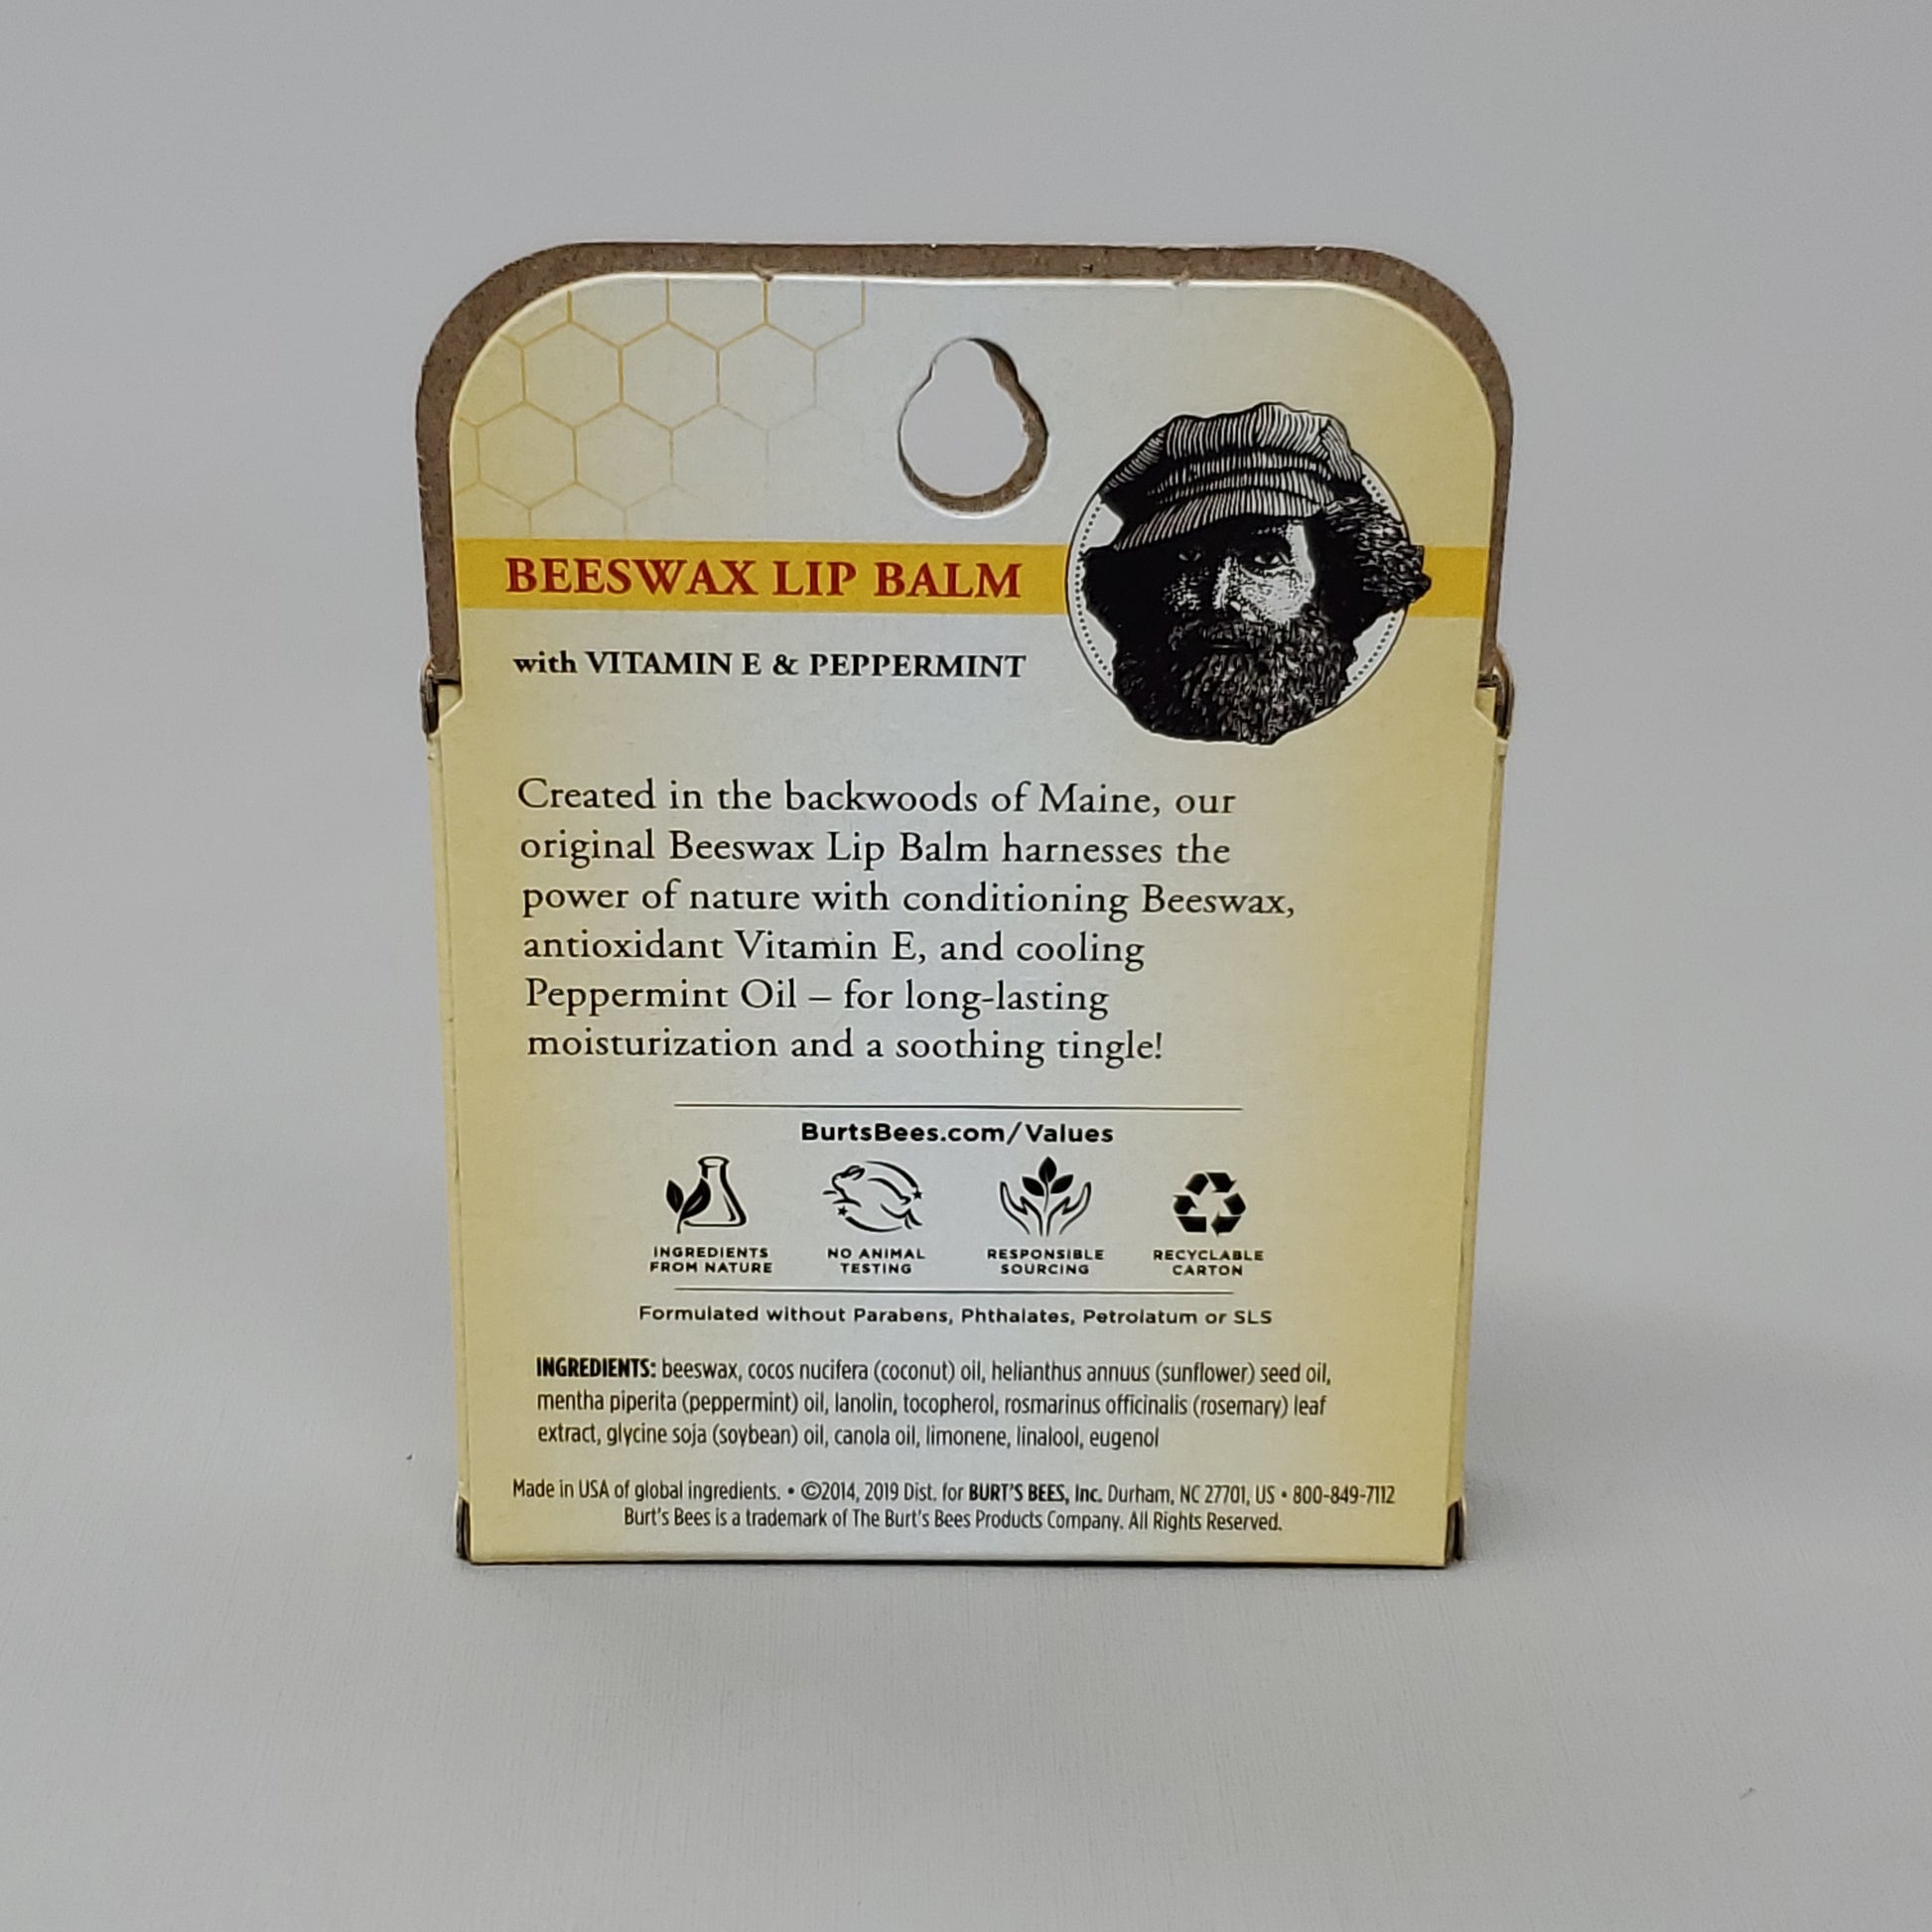 BEESWAX LIP BALM
with VITAMIN E & PEPPERMINT
Created in the backwoods of Maine, our
original Beeswax Lip Balm harnesses the
power of nature with conditioning Beeswax,
antioxidant Vitamin E, and cooling
Peppermint Oil – for long-lasting
moisturization and a soothing tingle!
BurtsBees.com/Values
INGREDIENTS
FROM NATURE
NO ANIMAL
TESTING
RESPONSIBLE
SOURCING
RECYCLABLE
CARTON
Formulated without Parabens, Phthalates, Petrolatum or SLS
INGREDIENTS: beeswax, cocos nucifera (coconut) oil, helianthus annuus (sunflower) seed oil,
mentha piperita (peppermint) oil, lanolin, tocopherol, rosmarinus officinalis (rosemary) leaf
extract, glycine soja (soybean) oil, canola oil, limonene, linalool, eugenol
Made in USA of global ingredients. • ©2014, 2019 Dist. for BURT'S BEES, Inc. Durham, NC 27701, US • 800-849-7112
Burt's Bees is a trademark of The Burt's Bees Products Company. All Rights Reserved.